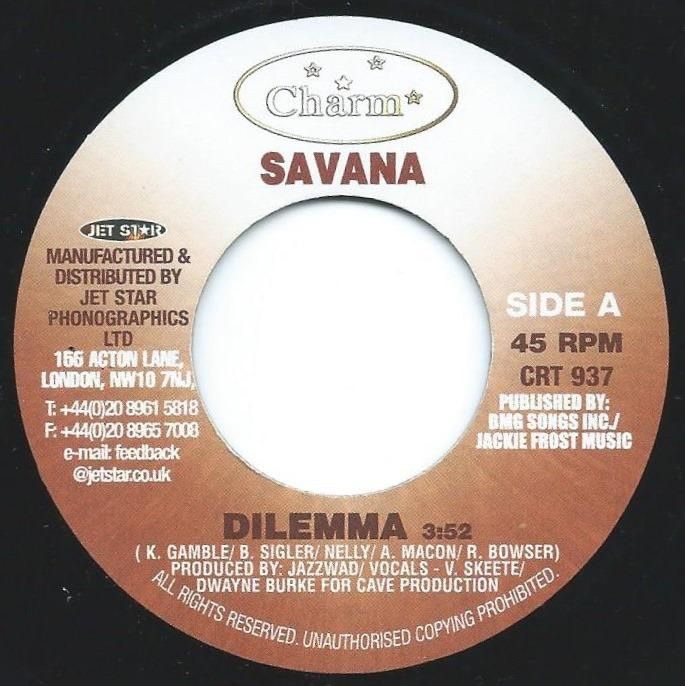 Charm
SAVANA
JET STAR
MANUFACTURED &
DISTRIBUTED BY
JET STAR
PHONOGRAPHICS
LTD
166 ACTON LANE,
LONDON, NW10 7NJ,
T: +44(0)20 8961 5818
F: +44(0)20 8965 7008
e-mail: feedback
@jetstar.co.uk
SIDE A
45 RPM
CRT 937
PUBLISHED BY:
BMG SONGS INC./
JACKIE FROST MUSIC
DILEMMA 3:52
( K. GAMBLE/ B. SIGLER/ NELLY/ A. MACON/ R. BOWSER)
PRODUCED BY: JAZZWAD/ VOCALS - V. SKEETE/
DWAYNE BURKE FOR CAVE PRODUCTION
ALL RIGHTS RESERVED. UNAUTHORISED COPYING PROHIBITED.